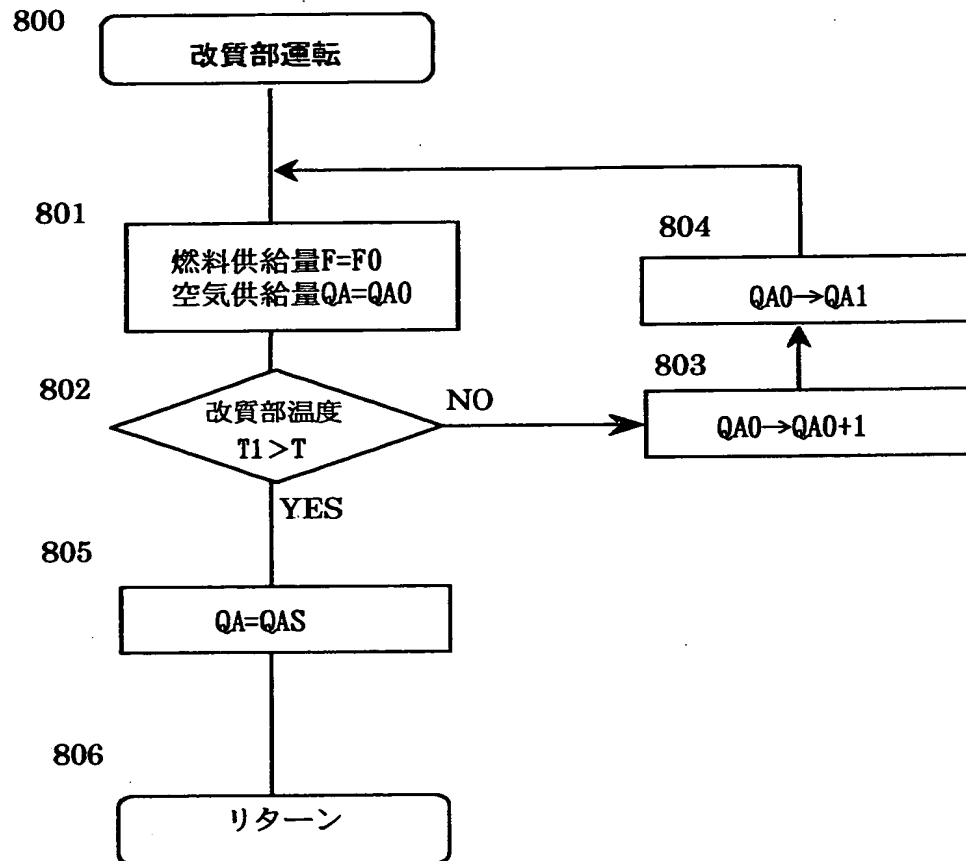 800
改質部運転
801
燃料供給量F=F0
空気供給量QA=QA0
804
QA0→QA1
803
QA0→QA0+1
802
改質部温度
T1>T
NO
YES
805
QA=QAS
806
リターン